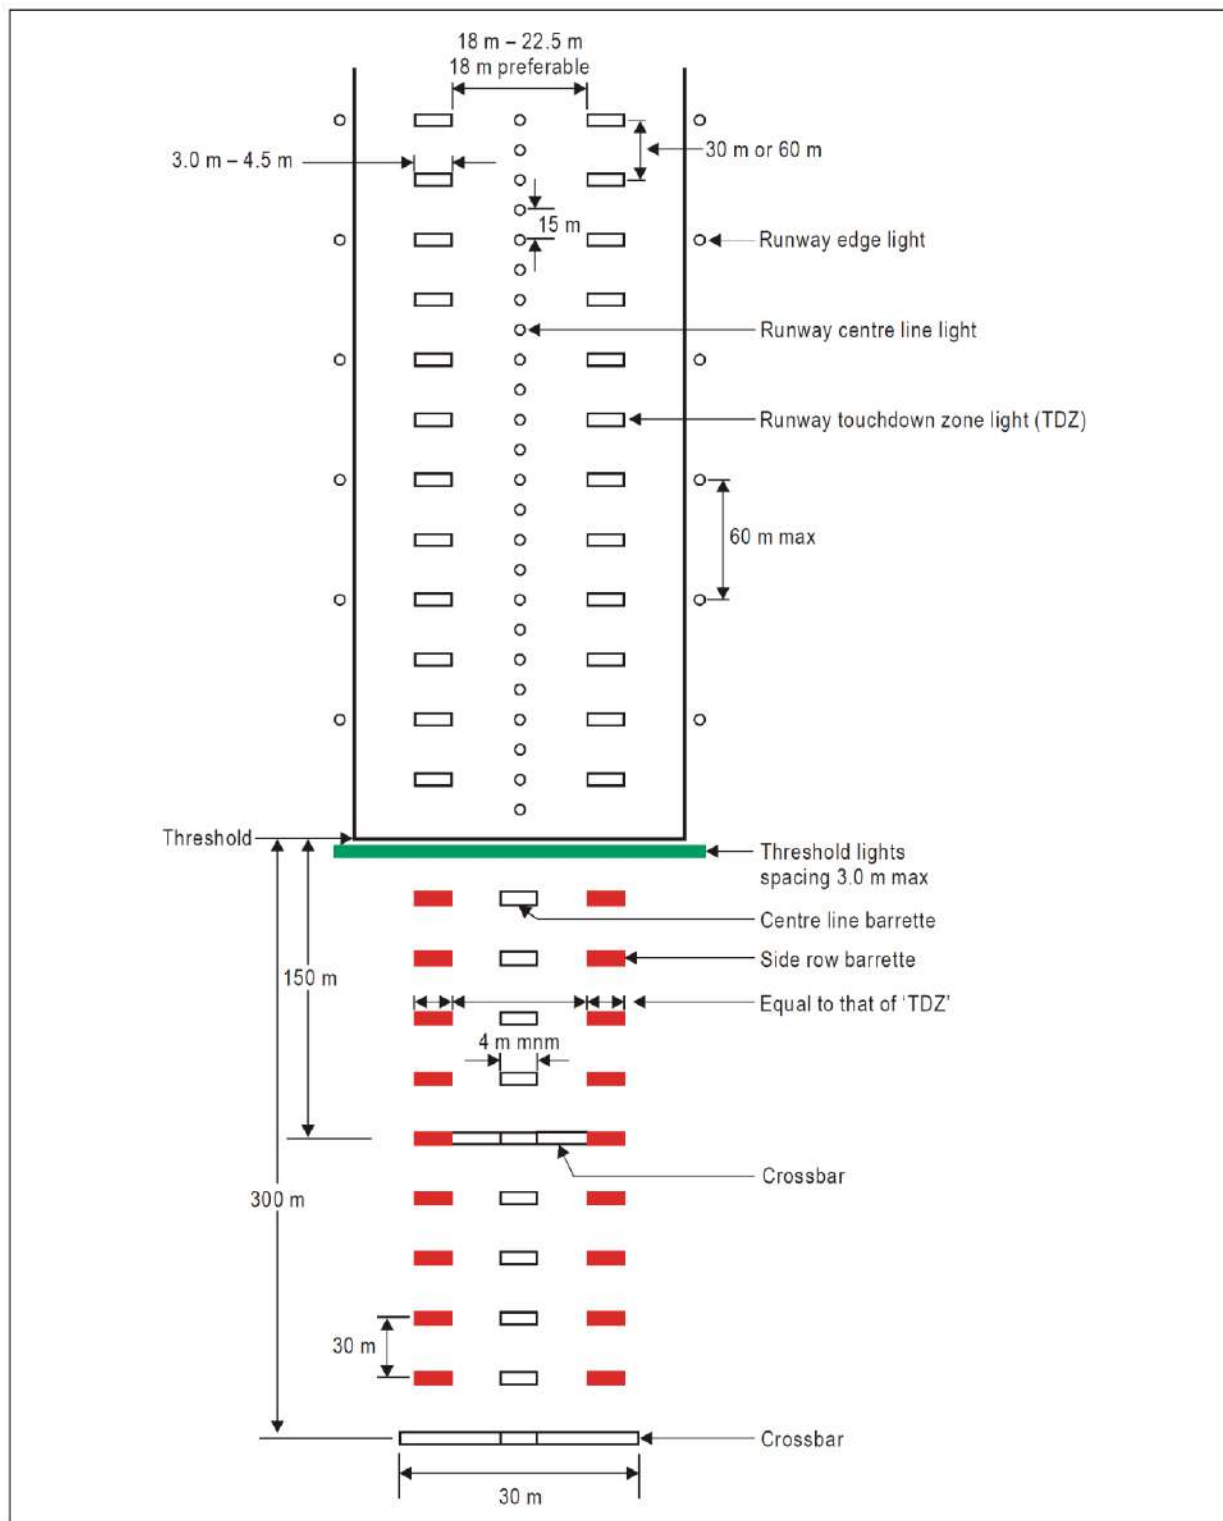 18 m – 22.5 m
18 m preferable
3.0 m – 4.5 m
30 m or 60 m
15 m
Runway edge light
Runway centre line light
Runway touchdown zone light (TDZ)
60 m max
Threshold
Threshold lights
spacing 3.0 m max
Centre line barrette
Side row barrette
150 m
Equal to that of ‘TDZ’
4 m mnm
Crossbar
300 m
30 m
Crossbar
30 m